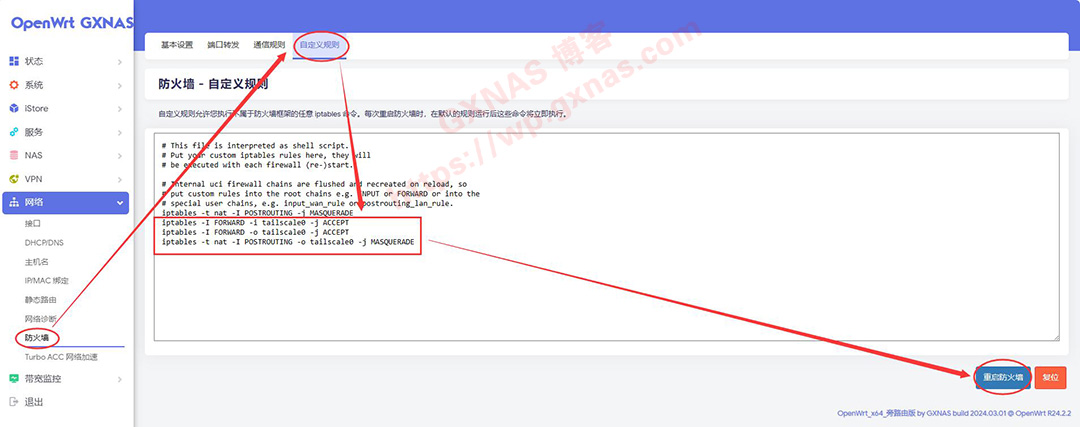 OpenWrt GXNAS
状态
系统
iStore
服务
NAS
VPN
网络
接口
DHCP/DNS
主机名
IP/MAC 绑定
静态路由
网络诊断
防火墙
Turbo ACC 网络加速
带宽监控
退出
基本设置 端口转发 通信规则 自定义规则
防火墙 - 自定义规则
自定义规则允许您执行不属于防火墙框架的任意 iptables 命令。每次重启防火墙时，在默认的规则运行后这些命令将立即执行。
# This file is interpreted as shell script.
# Put your custom iptables rules here, they will
# be executed with each firewall (re-)start.
# Internal uci firewall chains are flushed and recreated on reload, so
# put custom rules into the root chains e.g. INPUT or FORWARD or into the
# special user chains, e.g. input_wan_rule or postrouting_lan_rule.
iptables -t nat -I POSTROUTING -j MASQUERADE
iptables -I FORWARD -i tailscale0 -j ACCEPT
iptables -I FORWARD -o tailscale0 -j ACCEPT
iptables -t nat -I POSTROUTING -o tailscale0 -j MASQUERADE
重启防火墙 复位
OpenWrt_x64_旁路由版 by GXNAS build 2024.03.01 @ OpenWrt R24.2.2
GXNAS 博客
https://wp.gxnas.com